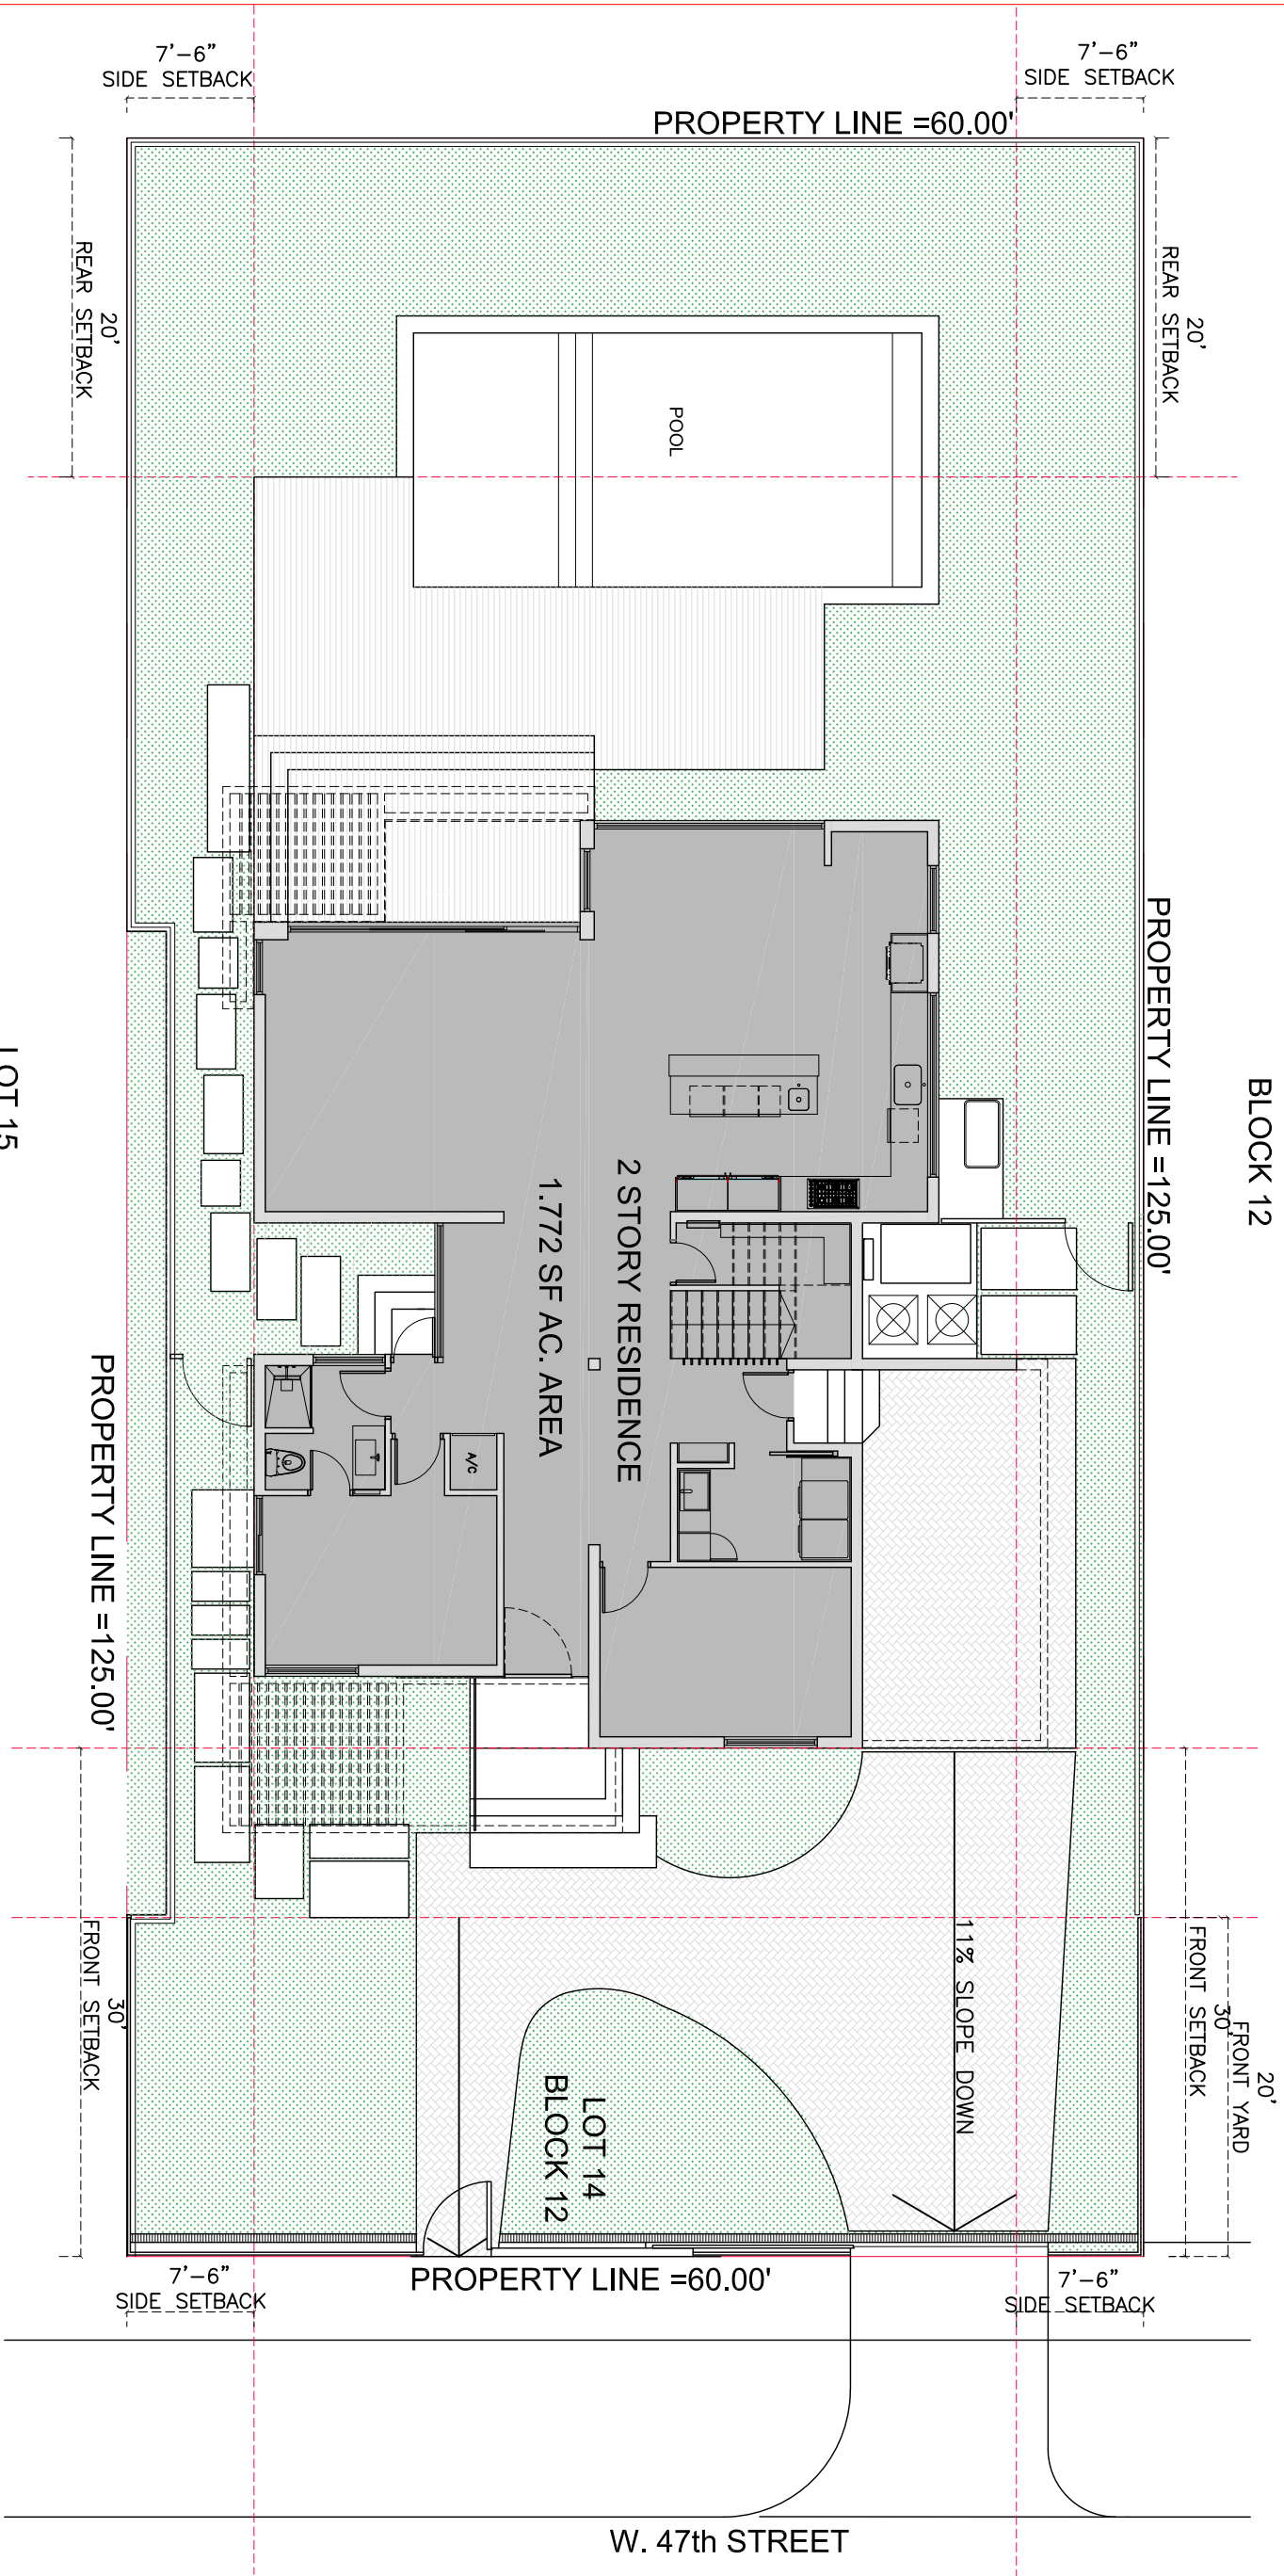 7'-6"
SIDE SETBACK
7'-6"
SIDE SETBACK
PROPERTY LINE =60.00'
20'
REAR SETBACK
20'
REAR SETBACK
POOL
PROPERTY LINE =125.00'
BLOCK 12
LOT 15
2 STORY RESIDENCE
1.772 SF AC. AREA
A/C
PROPERTY LINE =125.00'
30'
FRONT SETBACK
11% SLOPE DOWN
30'
FRONT SETBACK
20'
FRONT YARD
LOT 14
BLOCK 12
7'-6"
SIDE SETBACK
PROPERTY LINE =60.00'
7'-6"
SIDE SETBACK
W. 47th STREET